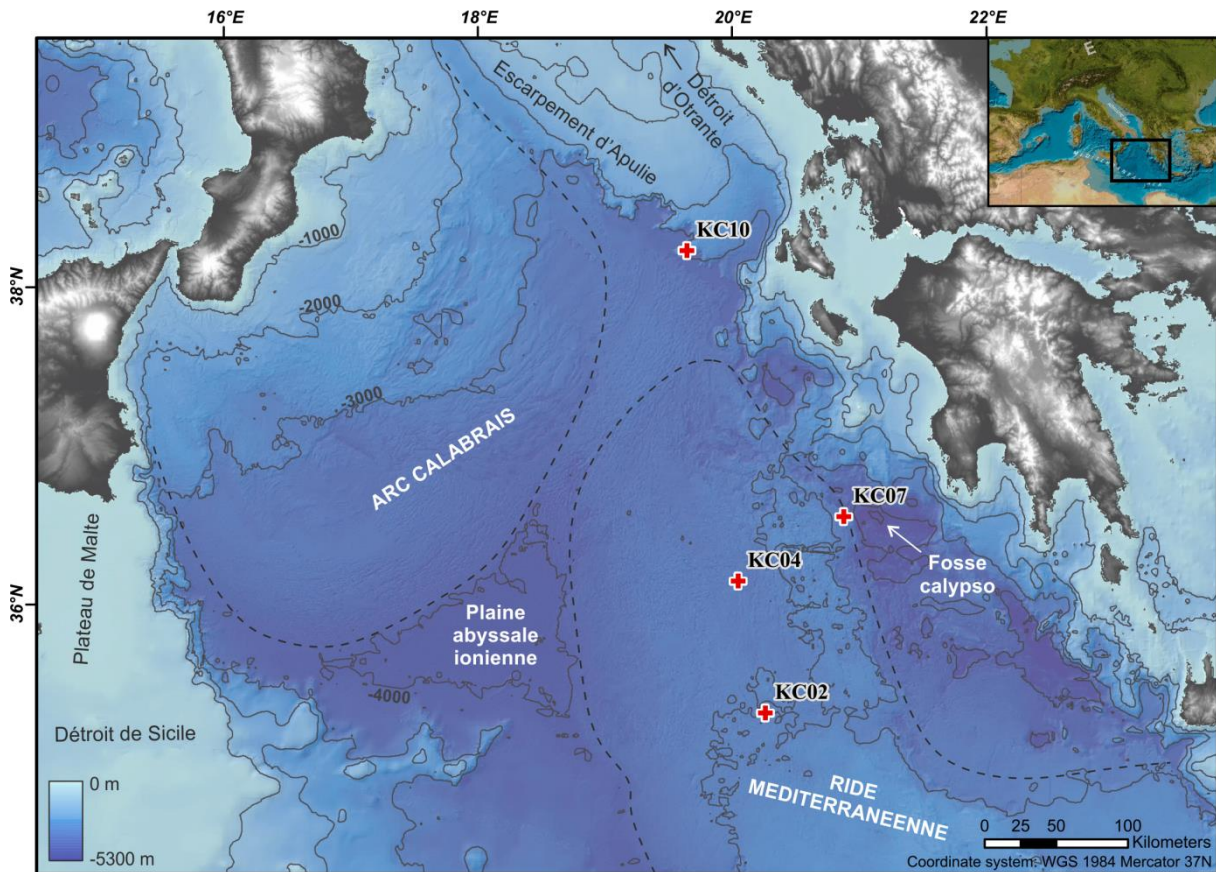 16°E
18°E
20°E
22°E
E
Escarpement d'Apulie
Détroit
d'Otrante
KC10
38°N
-1000
-2000
-3000
ARC CALABRAIS
KC07
Fosse
calypso
KC04
36°N
Plateau de Malte
Plaine
abyssale
ionienne
-4000
KC02
Détroit de Sicile
RIDE
MEDITERRANEENNE
0 m
-5300 m
0 25 50 100
Kilometers
Coordinate system: WGS 1984 Mercator 37N